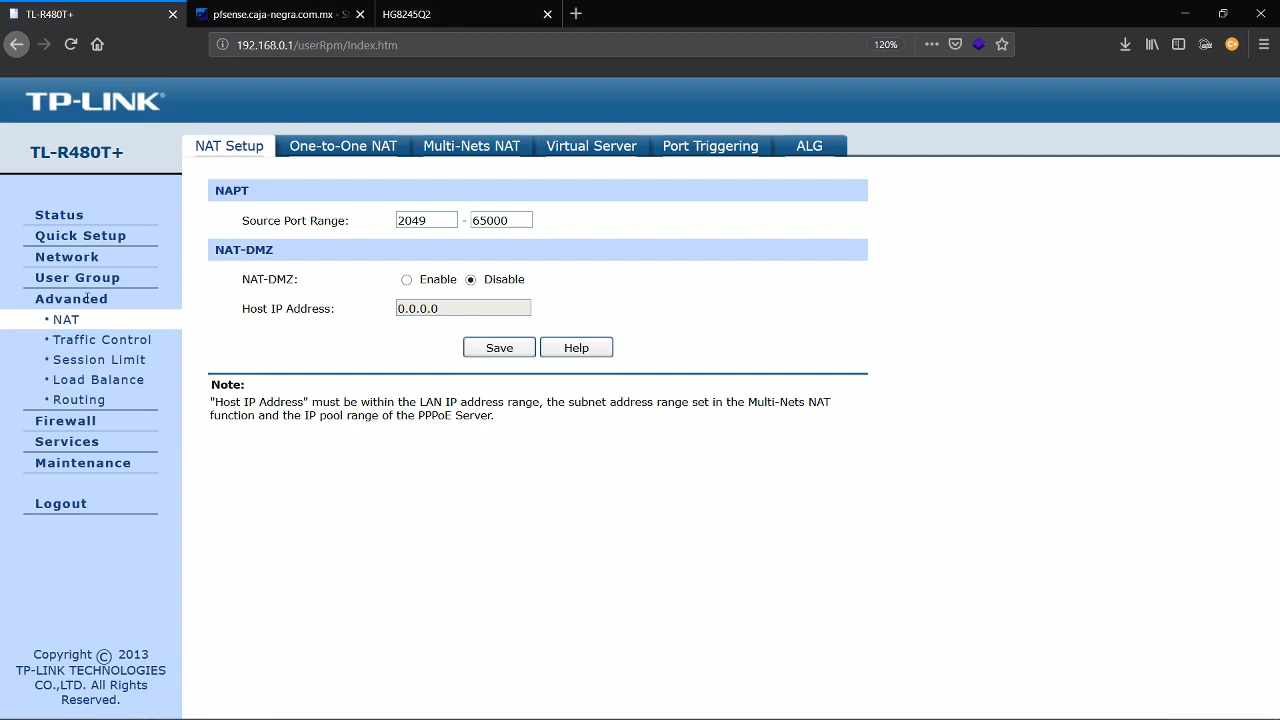 TL-R480T+
pfsense.caja-negra.com.mx - St
HG8245Q2
192.168.0.1/userRpm/Index.htm
120%
TP-LINK®
TL-R480T+
NAT Setup
One-to-One NAT
Multi-Nets NAT
Virtual Server
Port Triggering
ALG
Status
Quick Setup
Network
User Group
Advanced
• NAT
• Traffic Control
• Session Limit
• Load Balance
• Routing
Firewall
Services
Maintenance
Logout
NAPT
Source Port Range: 2049 - 65000
NAT-DMZ
NAT-DMZ: Enable Disable
Host IP Address: 0.0.0.0
Save Help
Note:
"Host IP Address" must be within the LAN IP address range, the subnet address range set in the Multi-Nets NAT
function and the IP pool range of the PPPoE Server.
Copyright © 2013
TP-LINK TECHNOLOGIES
CO.,LTD. All Rights
Reserved.